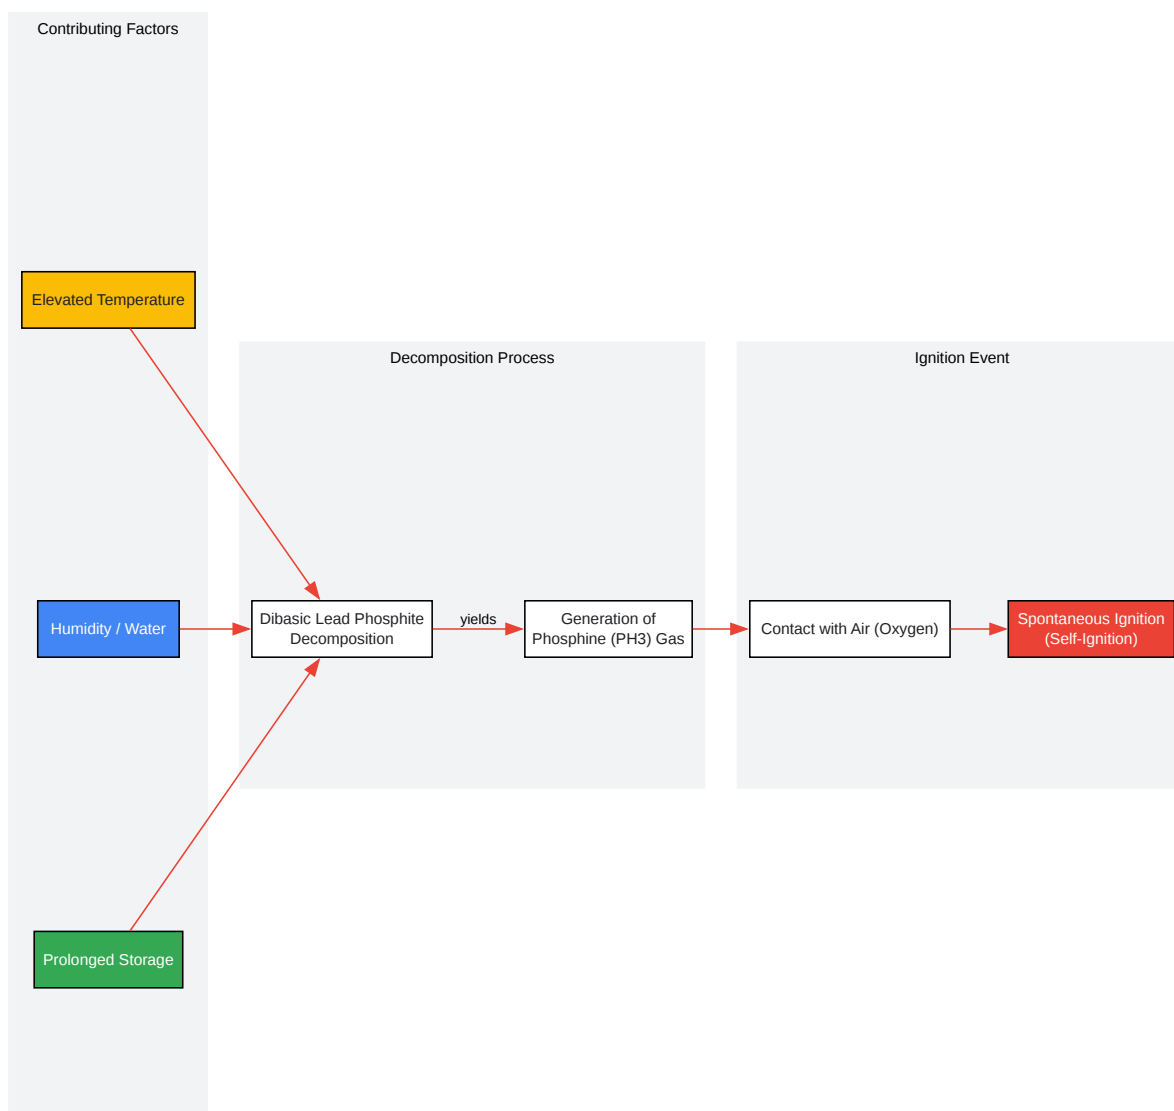 Contributing Factors
Elevated Temperature
Decomposition Process
Ignition Event
Humidity / Water
Dibasic Lead Phosphite
Decomposition
yields
Generation of
Phosphine (PH3) Gas
Contact with Air (Oxygen)
Spontaneous Ignition
(Self-Ignition)
Prolonged Storage